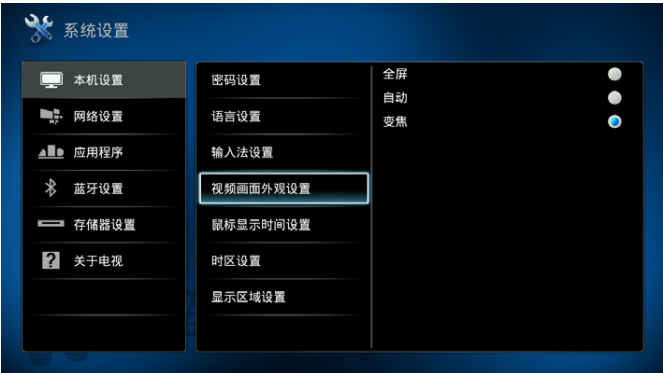 系统设置
本机设置
网络设置
应用程序
蓝牙设置
存储器设置
关于电视
密码设置
语言设置
输入法设置
视频画面外观设置
鼠标显示时间设置
时区设置
显示区域设置
全屏
自动
变焦